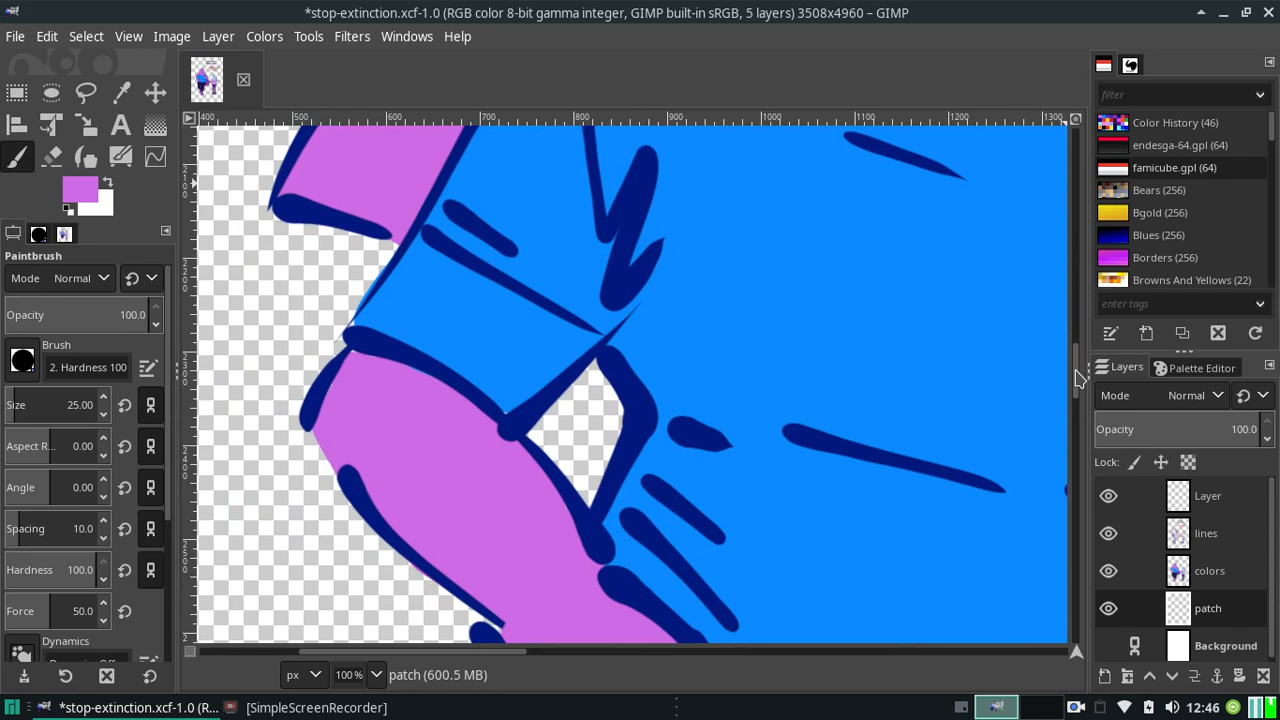 *stop-extinction.xcf-1.0 (RGB color 8-bit gamma integer, GIMP built-in sRGB, 5 layers) 3508x4960 – GIMP
File Edit Select View Image Layer Colors Tools Filters Windows Help
filter
Color History (46)
endesga-64.gpl (64)
famicube.gpl (64)
Bears (256)
Bgold (256)
Blues (256)
Borders (256)
Browns And Yellows (22)
enter tags
400 500 600 700 800 900 1000 1100 1200 1300
2100
2200
2300
2400
2500
Paintbrush
Mode Normal
Opacity 100.0
Brush
2. Hardness 100
Size 25.00
Aspect R... 0.00
Angle 0.00
Spacing 10.0
Hardness 100.0
Force 50.0
Dynamics
Layers Palette Editor
Mode Normal
Opacity 100.0
Lock:
Layer
lines
colors
patch
Background
px 100% patch (600.5 MB)
*stop-extinction.xcf-1.0 (R... [SimpleScreenRecorder] 12:46